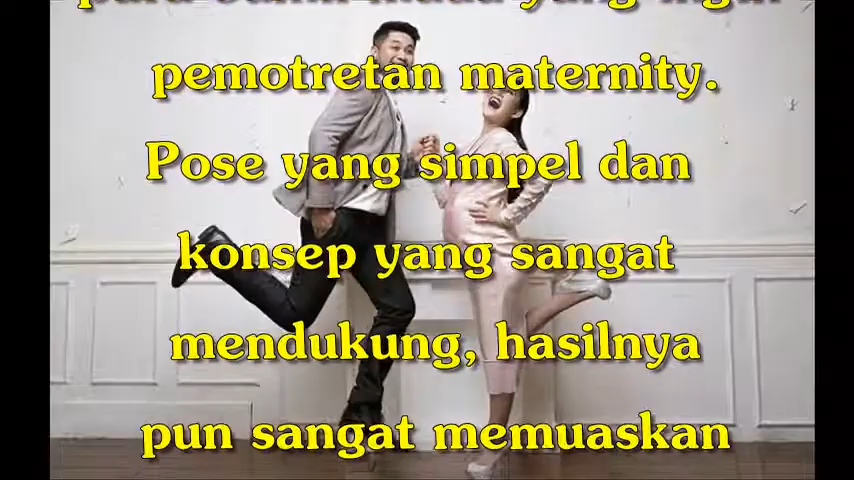 pemotretan maternity.
Pose yang simpel dan
konsep yang sangat
mendukung, hasilnya
pun sangat memuaskan